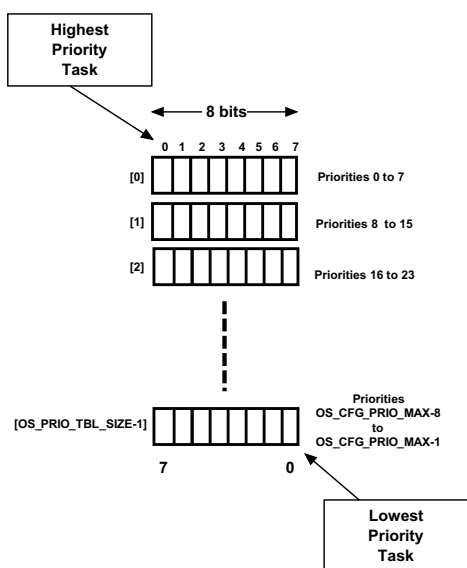 Highest
Priority
Task
8 bits
0 1 2 3 4 5 6 7
[0] Priorities 0 to 7
[1] Priorities 8 to 15
[2] Priorities 16 to 23
Priorities
OS_CFG_PRIO_MAX-8
[OS_PRIO_TBL_SIZE-1] to
OS_CFG_PRIO_MAX-1
7 0
Lowest
Priority
Task